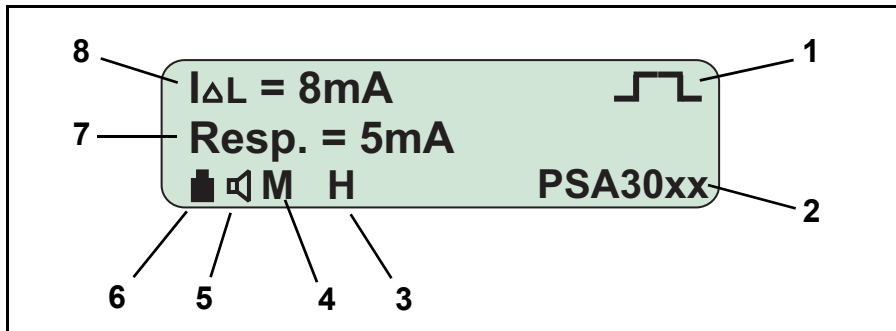 8
1
I△L = 8mA
7
Resp. = 5mA
M H PSA30xx
2
6 5 4 3